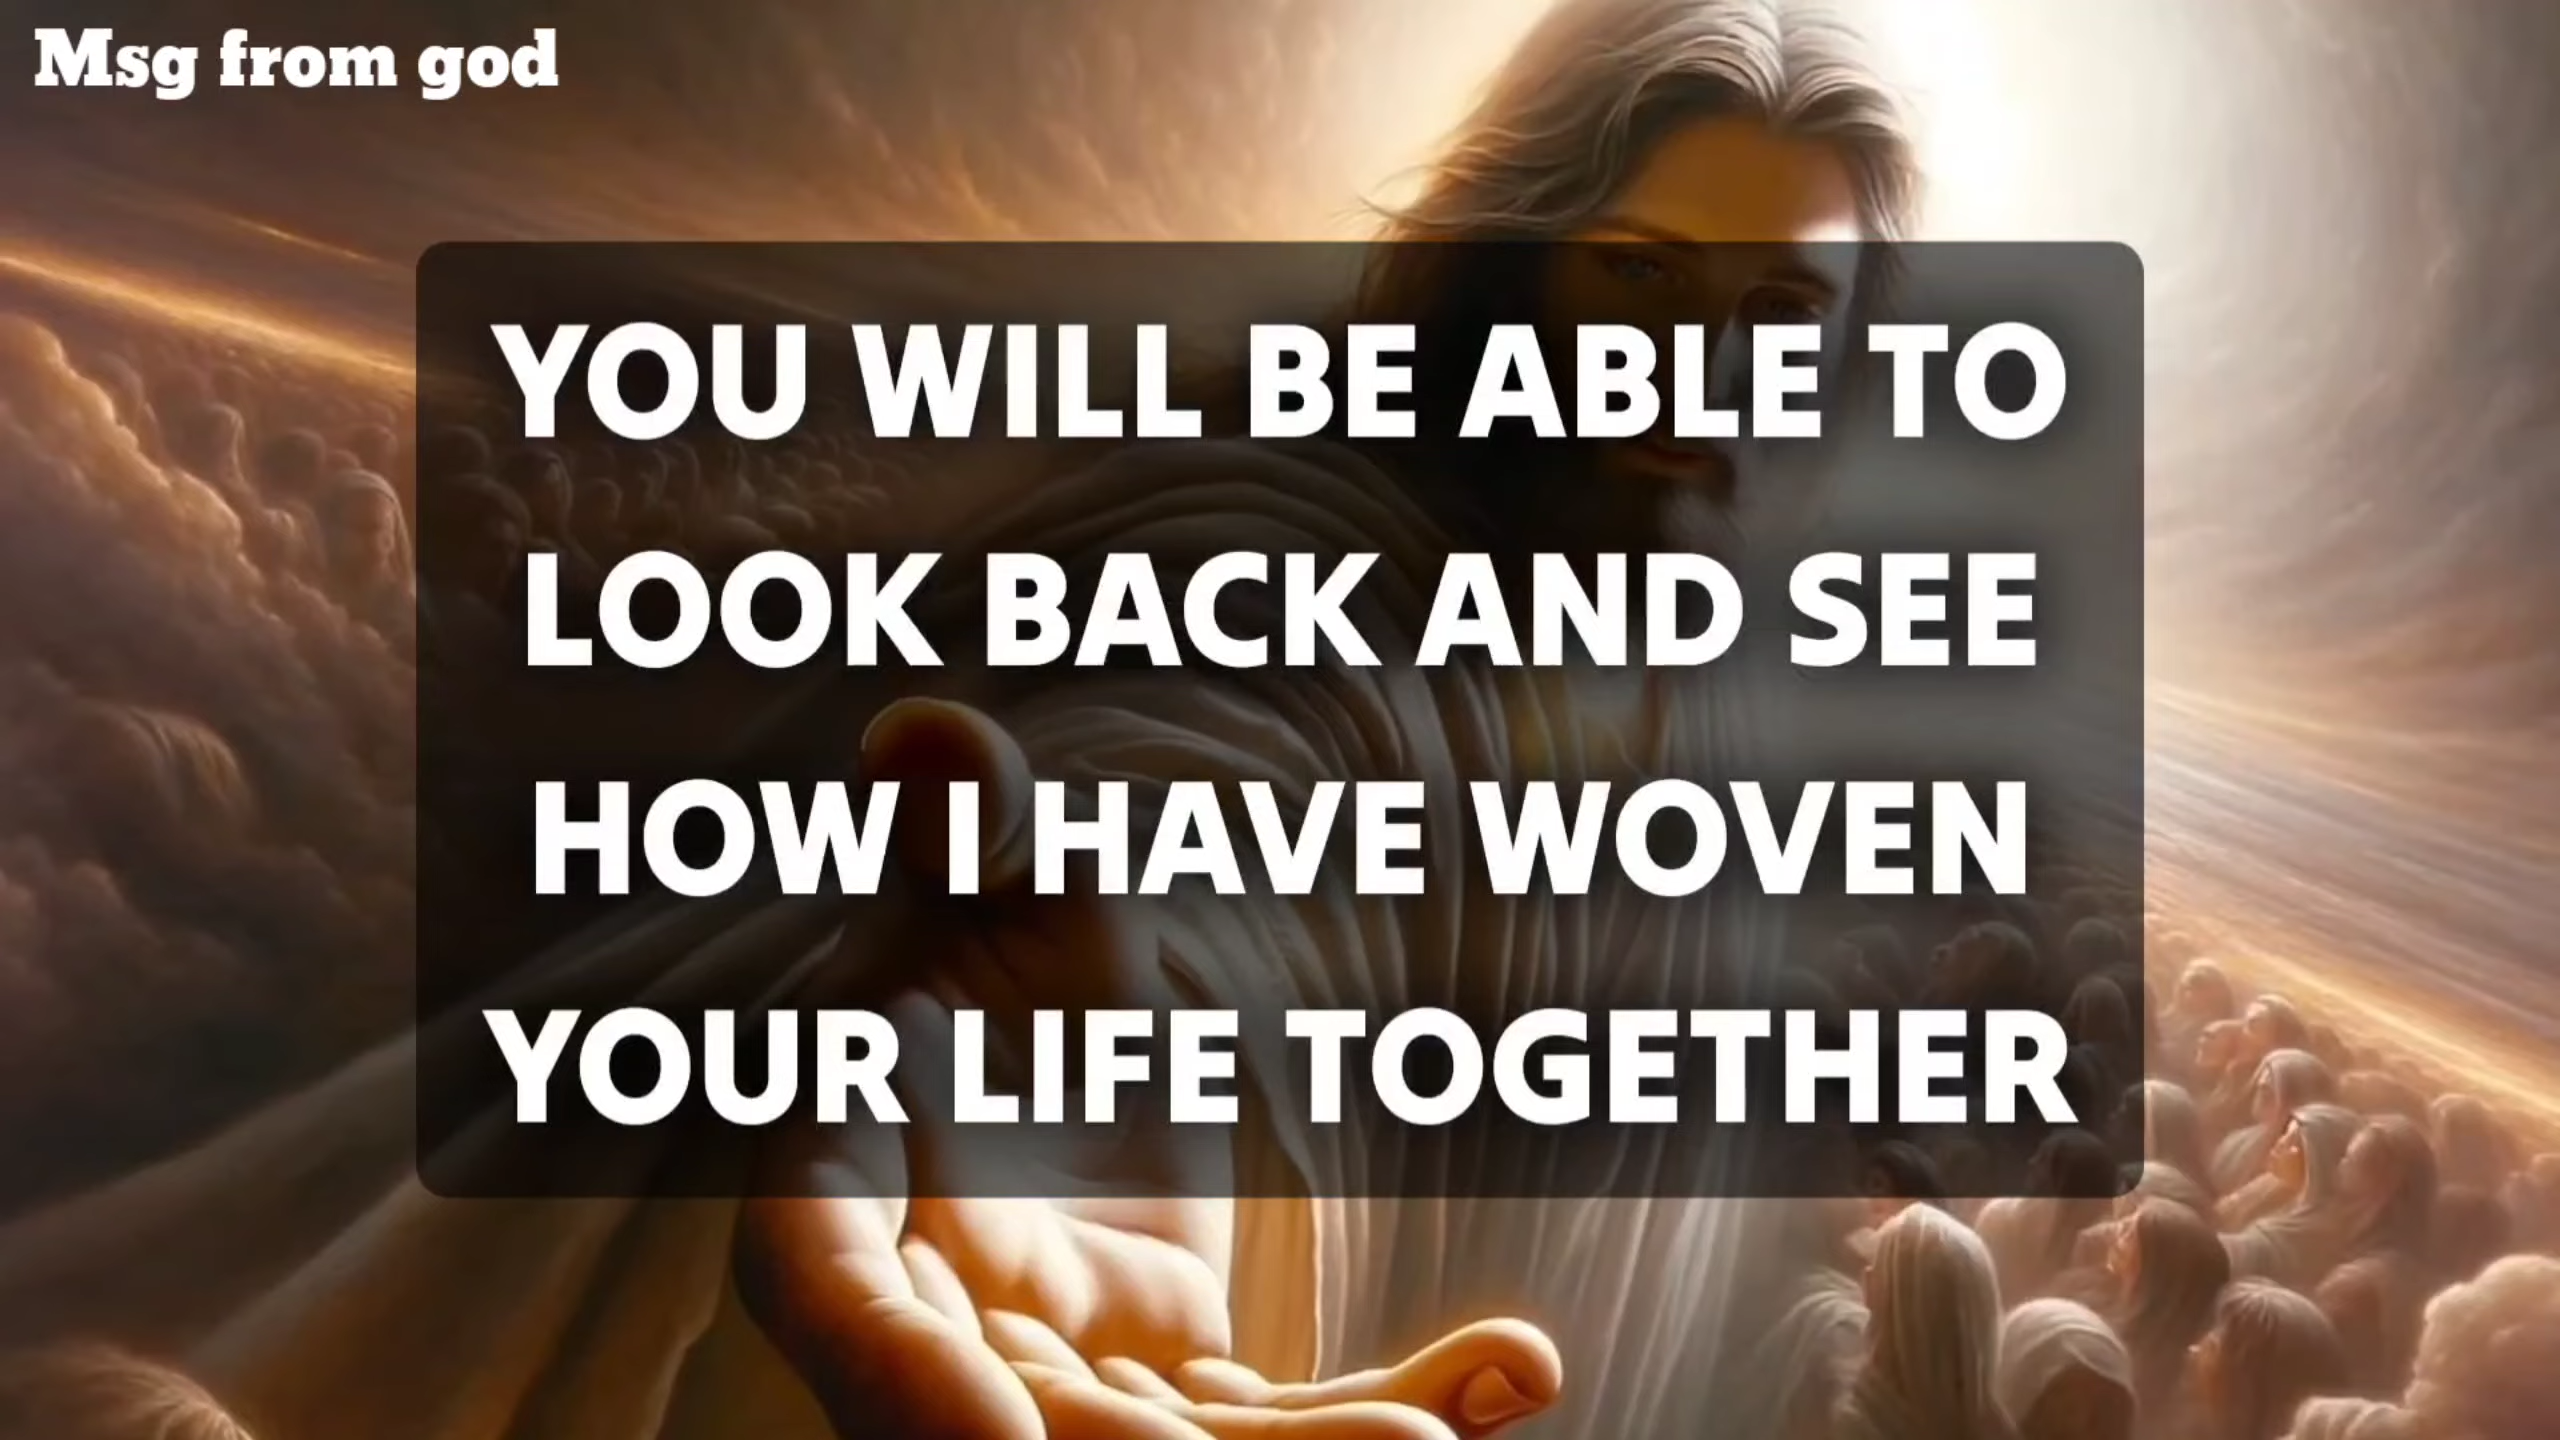 Msg from god
YOU WILL BE ABLE TO
LOOK BACK AND SEE
HOW I HAVE WOVEN
YOUR LIFE TOGETHER